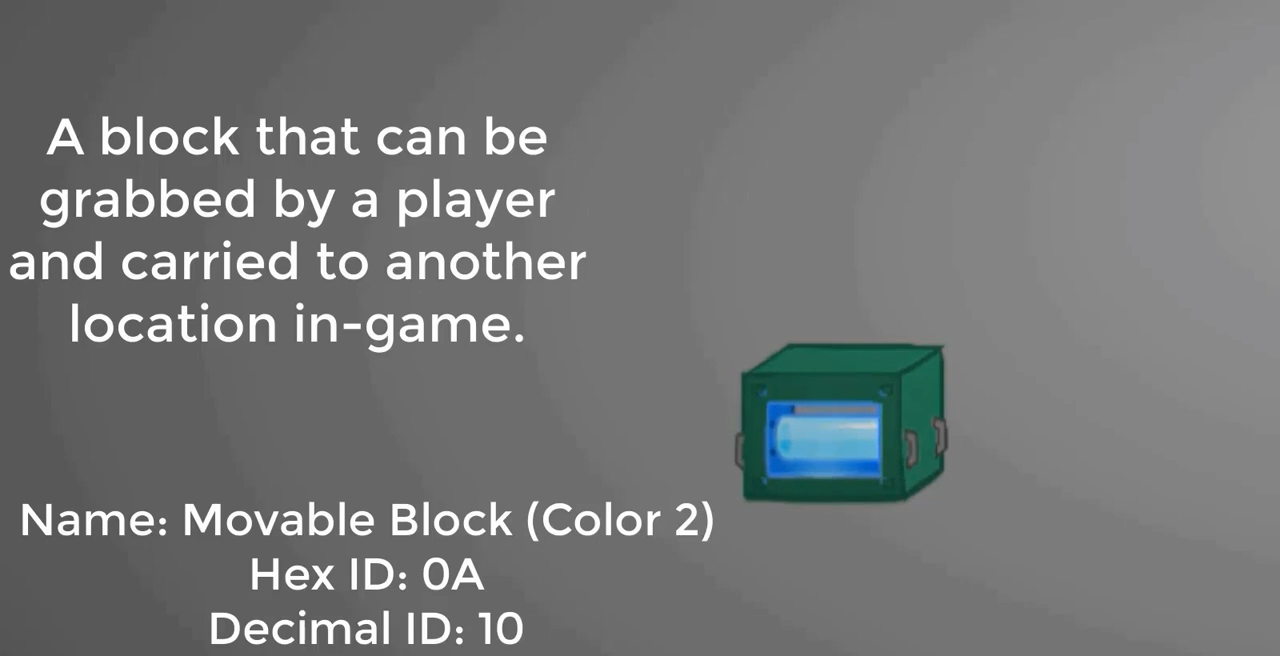 A block that can be
grabbed by a player
and carried to another
location in-game.
Name: Movable Block (Color 2)
Hex ID: 0A
Decimal ID: 10